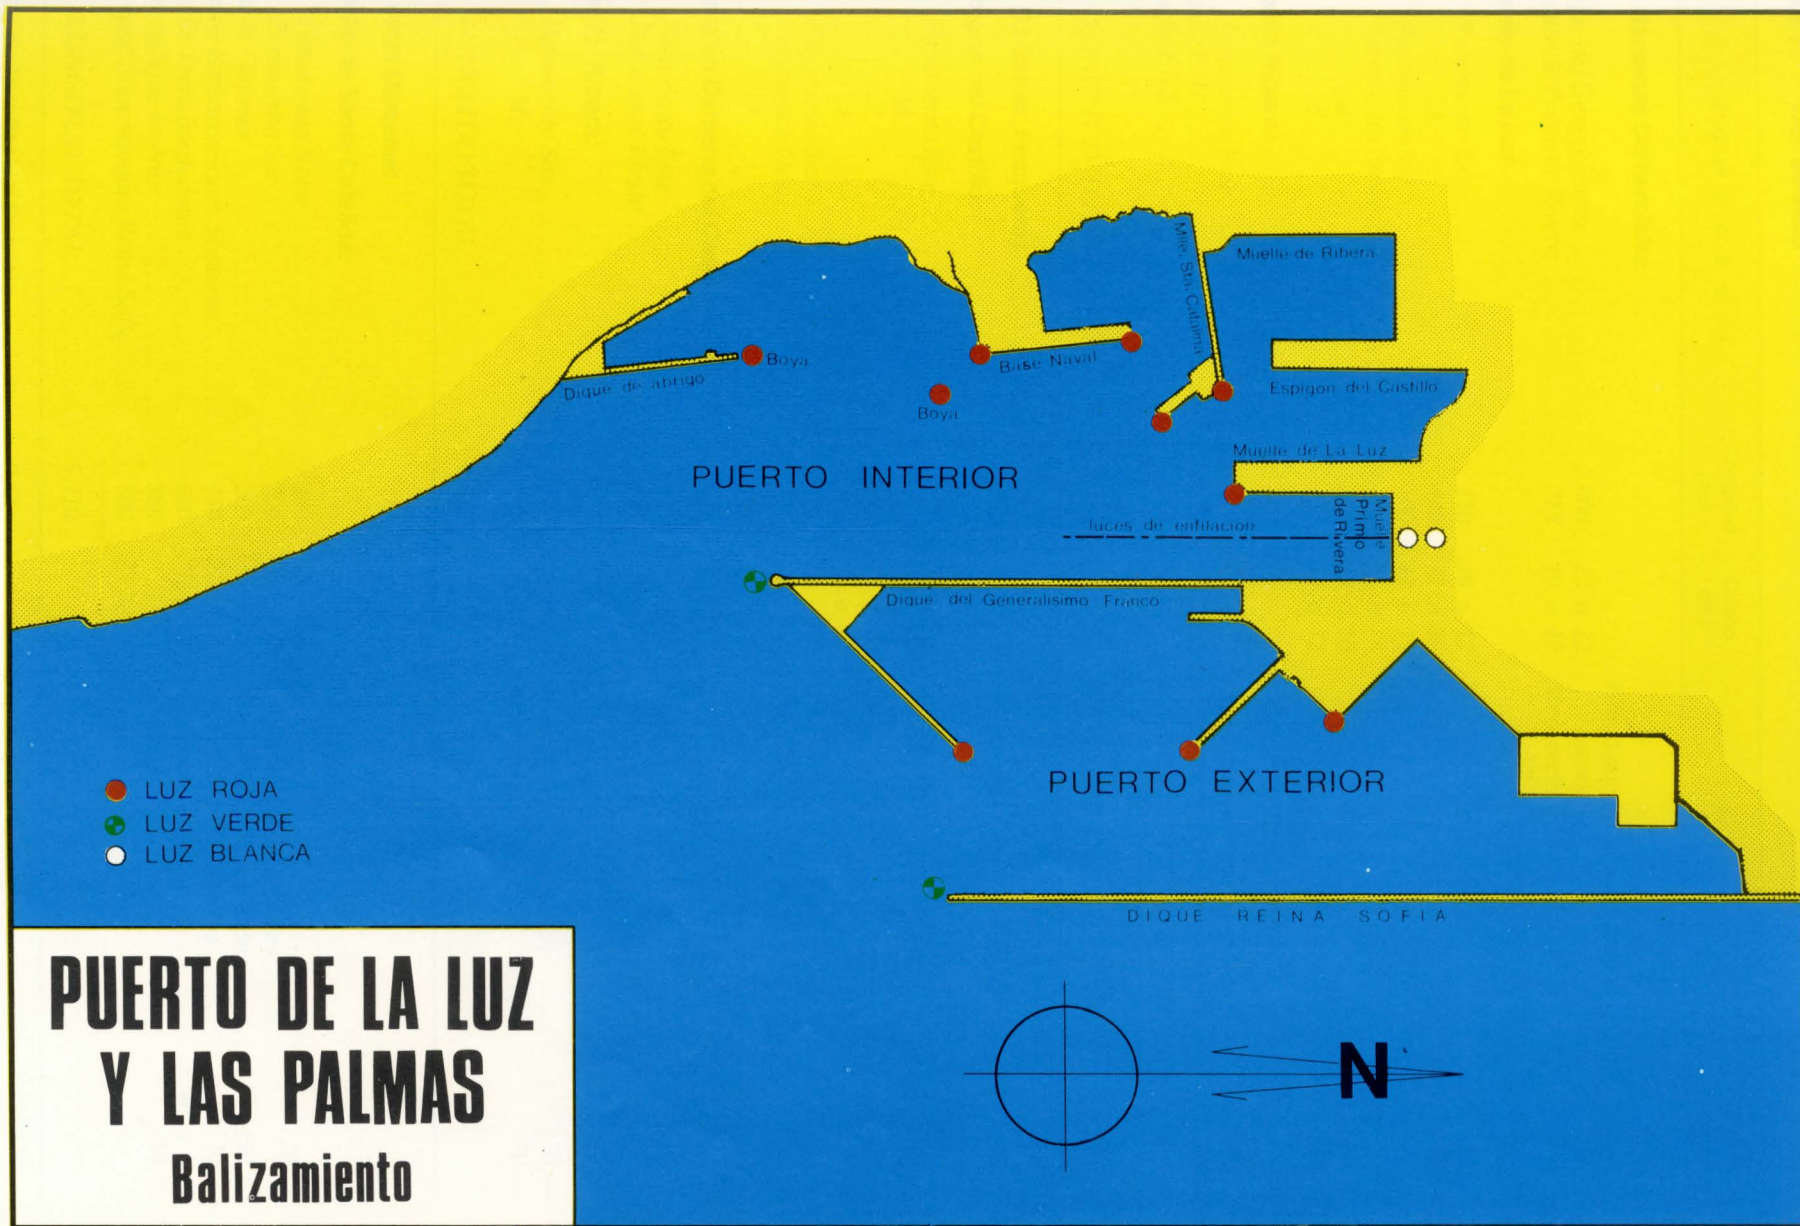 Mlle. Sta. Catalina
Muelle de Ribera
Boya
Base Naval
Dique de abrigo
Boya
Espigon del Castillo
Muelle de La Luz
PUERTO INTERIOR
luces de enfilacion
Muelle
Primo
de Rivera
Dique del Generalisimo Franco
PUERTO EXTERIOR
LUZ ROJA
LUZ VERDE
LUZ BLANCA
DIQUE REINA SOFIA
PUERTO DE LA LUZ
Y LAS PALMAS
Balizamiento
N